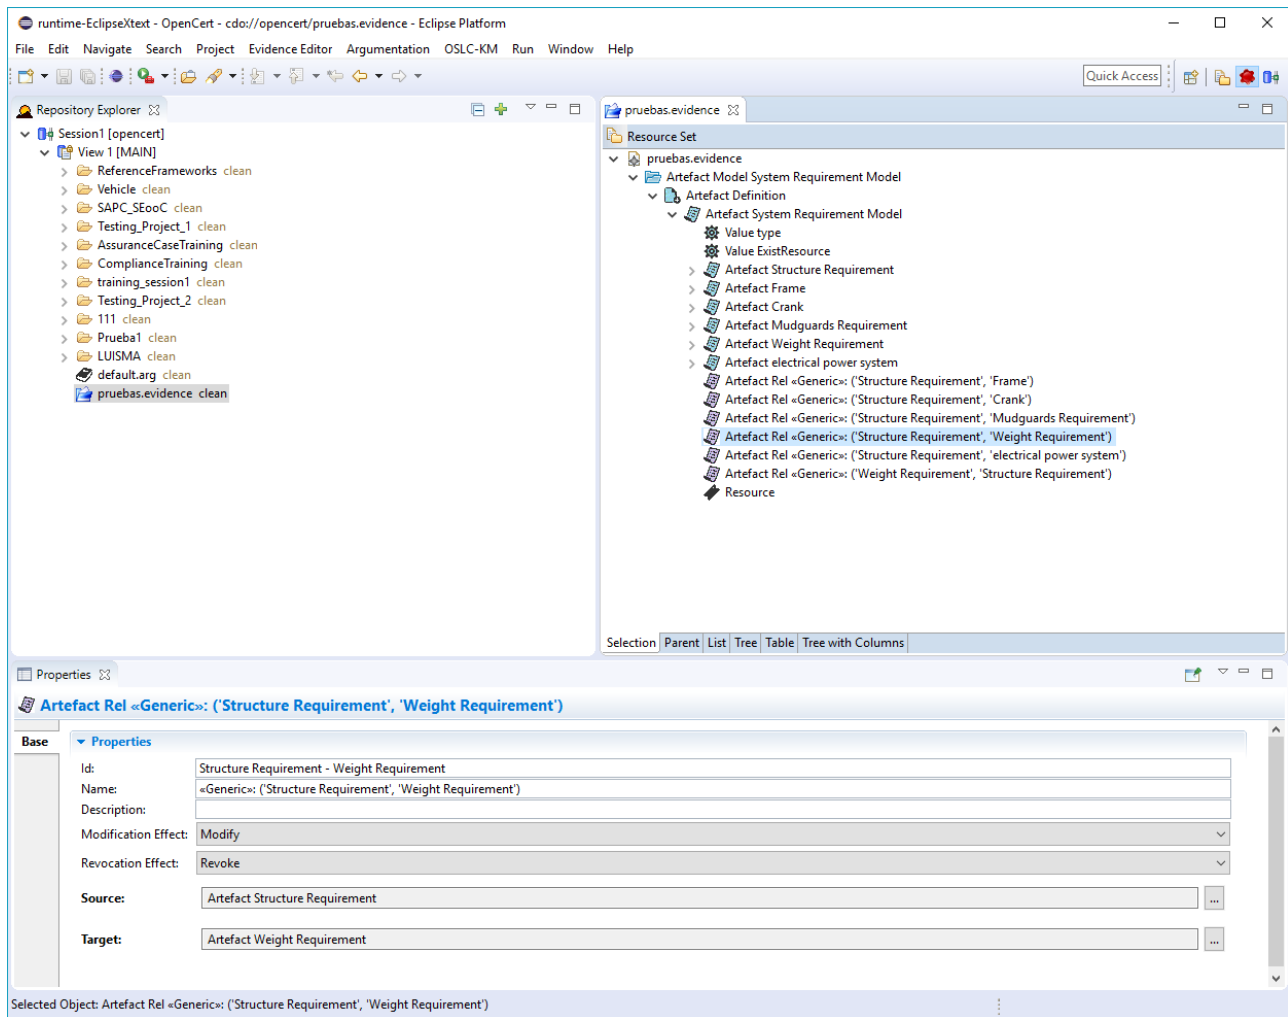 runtime-EclipseXtext - OpenCert - cdo://opencert/pruebas.evidence - Eclipse Platform
File Edit Navigate Search Project Evidence Editor Argumentation OSLC-KM Run Window Help
Quick Access
Repository Explorer
Session1 [opencert]
View 1 [MAIN]
ReferenceFrameworks clean
Vehicle clean
SAPC_SEooC clean
Testing_Project_1 clean
AssuranceCaseTraining clean
ComplianceTraining clean
training_session1 clean
Testing_Project_2 clean
111 clean
Prueba1 clean
LUISMA clean
default.arg clean
pruebas.evidence clean
pruebas.evidence
Resource Set
pruebas.evidence
Artefact Model System Requirement Model
Artefact Definition
Artefact System Requirement Model
Value type
Value ExistResource
Artefact Structure Requirement
Artefact Frame
Artefact Crank
Artefact Mudguards Requirement
Artefact Weight Requirement
Artefact electrical power system
Artefact Rel «Generic»: ('Structure Requirement', 'Frame')
Artefact Rel «Generic»: ('Structure Requirement', 'Crank')
Artefact Rel «Generic»: ('Structure Requirement', 'Mudguards Requirement')
Artefact Rel «Generic»: ('Structure Requirement', 'Weight Requirement')
Artefact Rel «Generic»: ('Structure Requirement', 'electrical power system')
Artefact Rel «Generic»: ('Weight Requirement', 'Structure Requirement')
Resource
Selection Parent List Tree Table Tree with Columns
Properties
Artefact Rel «Generic»: ('Structure Requirement', 'Weight Requirement')
Base
Properties
Id: Structure Requirement - Weight Requirement
Name: «Generic»: ('Structure Requirement', 'Weight Requirement')
Description:
Modification Effect: Modify
Revocation Effect: Revoke
Source: Artefact Structure Requirement ...
Target: Artefact Weight Requirement ...
Selected Object: Artefact Rel «Generic»: ('Structure Requirement', 'Weight Requirement')